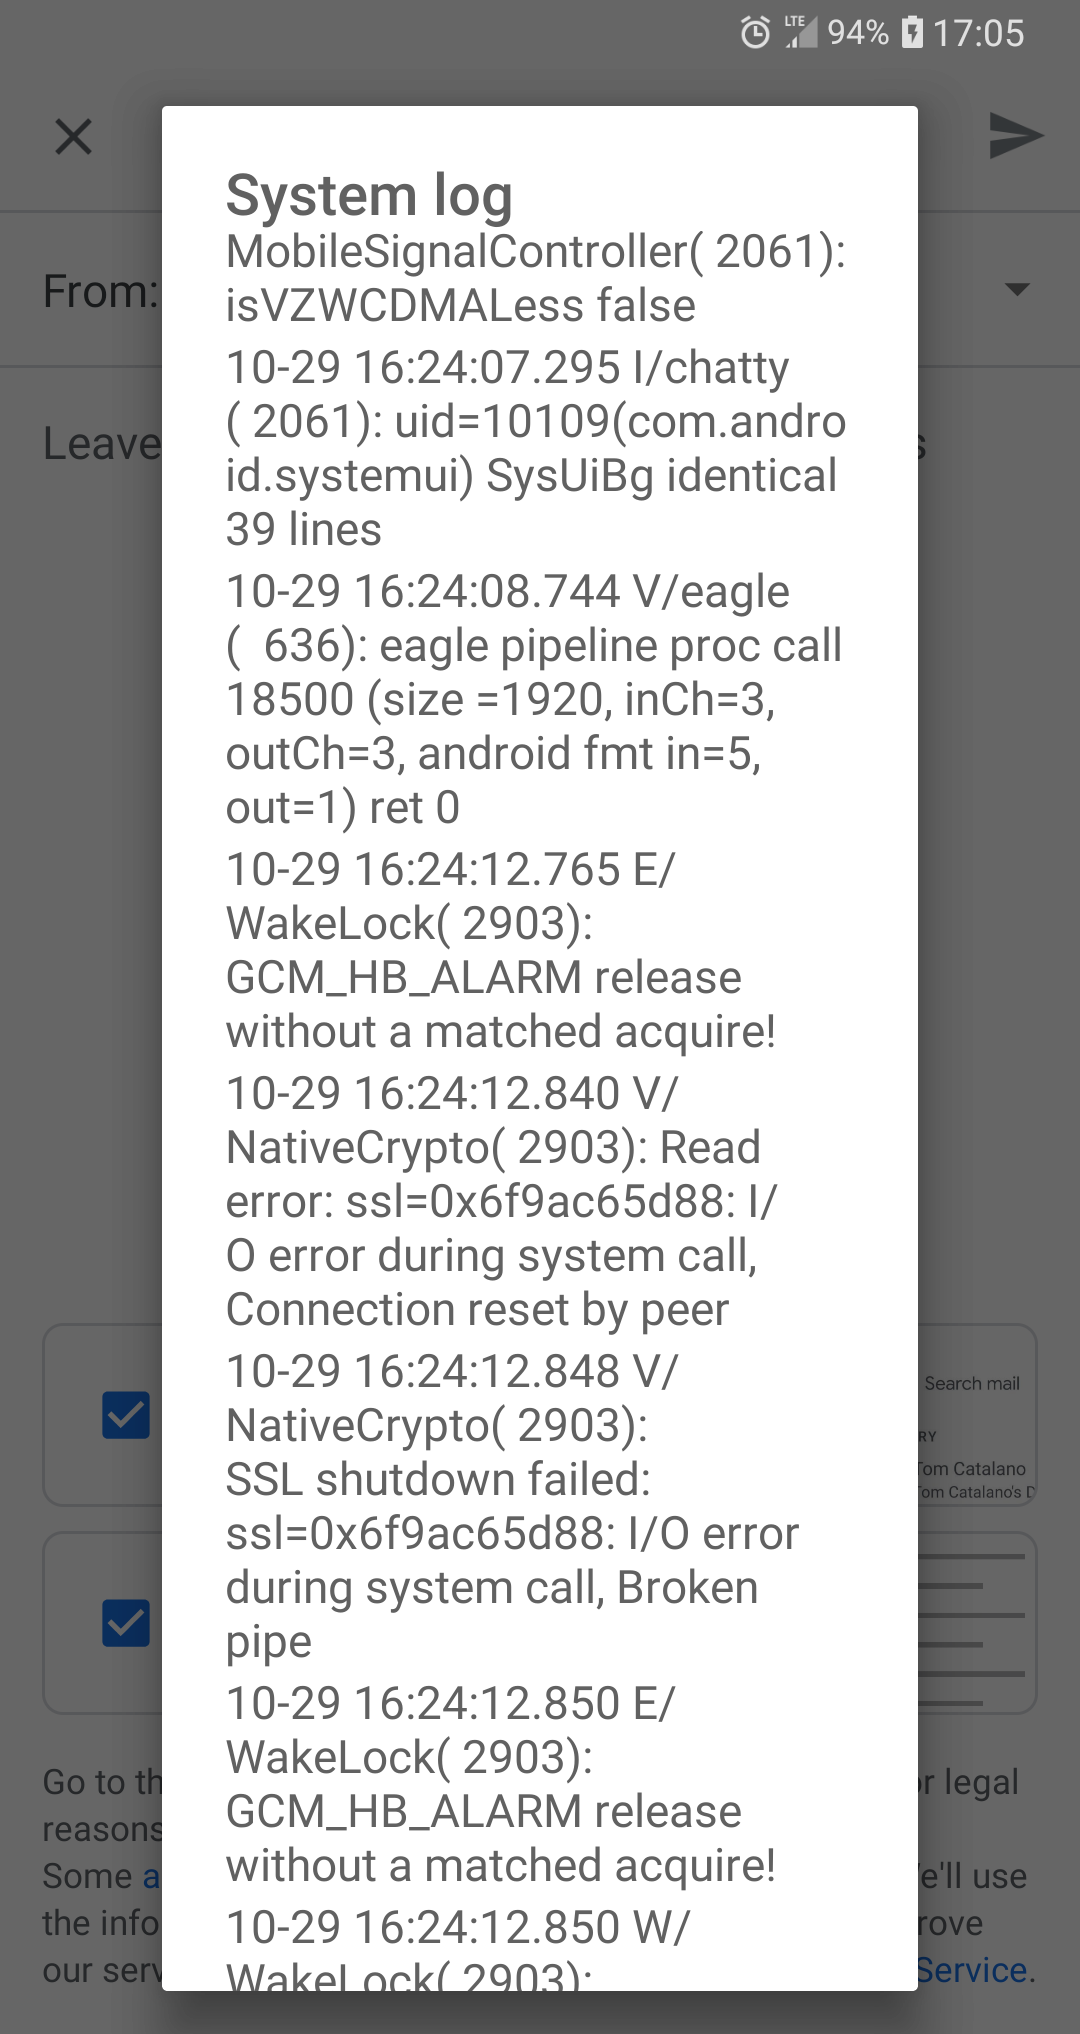 LTE 94% 17:05
System log
From:
MobileSignalController( 2061):
isVZWCDMALess false
10-29 16:24:07.295 I/chatty
( 2061): uid=10109(com.andro
id.systemui) SysUiBg identical
39 lines
Leave
10-29 16:24:08.744 V/eagle
(  636): eagle pipeline proc call
18500 (size =1920, inCh=3,
outCh=3, android fmt in=5,
out=1) ret 0
10-29 16:24:12.765 E/
WakeLock( 2903):
GCM_HB_ALARM release
without a matched acquire!
10-29 16:24:12.840 V/
NativeCrypto( 2903): Read
error: ssl=0x6f9ac65d88: I/
O error during system call,
Connection reset by peer
10-29 16:24:12.848 V/
NativeCrypto( 2903):
SSL shutdown failed:
ssl=0x6f9ac65d88: I/O error
during system call, Broken
pipe
10-29 16:24:12.850 E/
WakeLock( 2903):
GCM_HB_ALARM release
without a matched acquire!
10-29 16:24:12.850 W/
WakeLock( 2903):
Search mail
RY
Tom Catalano
Tom Catalano's D
Go to th
r legal
reasons
Some a
e'll use
the info
rove
our serv
Service.